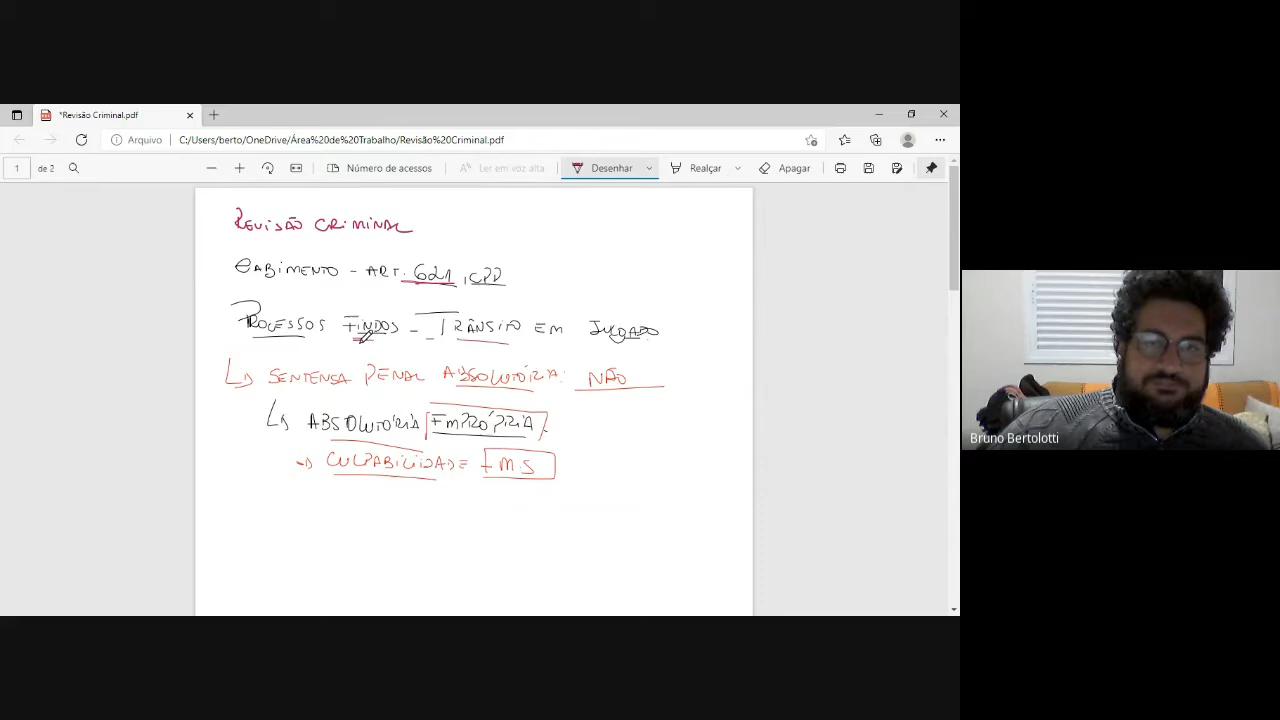 *Revisão Criminal.pdf
Arquivo C:/Users/berto/OneDrive/Área%20de%20Trabalho/Revisão%20Criminal.pdf
1 de 2 Número de acessos Ler em voz alta Desenhar Realçar Apagar
REVISÃO CRIMINAL
CABIMENTO - ART. 621, CPP
PROCESSOS FINDOS - TRÂNSITO EM JULGADO
SENTENSA PENAL ABSOLUTÓRIA: NÃO
ABSOLUTÓRIA IMPRÓPRIA
CULPABILIDADE + M.S
Bruno Bertolotti